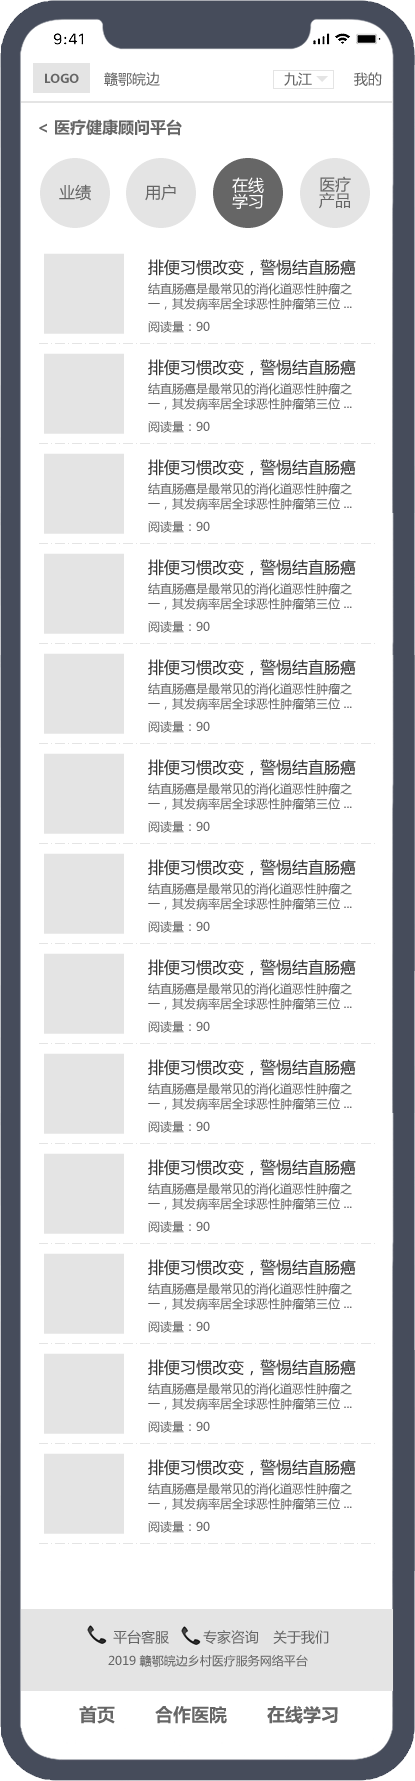 9:41
LOGO 赣鄂皖边 九江 我的
< 医疗健康顾问平台
业绩 用户 在线学习 医疗产品
排便习惯改变，警惕结直肠癌
结直肠癌是最常见的消化道恶性肿瘤之
一，其发病率居全球恶性肿瘤第三位 ...
阅读量：90
排便习惯改变，警惕结直肠癌
结直肠癌是最常见的消化道恶性肿瘤之
一，其发病率居全球恶性肿瘤第三位 ...
阅读量：90
排便习惯改变，警惕结直肠癌
结直肠癌是最常见的消化道恶性肿瘤之
一，其发病率居全球恶性肿瘤第三位 ...
阅读量：90
排便习惯改变，警惕结直肠癌
结直肠癌是最常见的消化道恶性肿瘤之
一，其发病率居全球恶性肿瘤第三位 ...
阅读量：90
排便习惯改变，警惕结直肠癌
结直肠癌是最常见的消化道恶性肿瘤之
一，其发病率居全球恶性肿瘤第三位 ...
阅读量：90
排便习惯改变，警惕结直肠癌
结直肠癌是最常见的消化道恶性肿瘤之
一，其发病率居全球恶性肿瘤第三位 ...
阅读量：90
排便习惯改变，警惕结直肠癌
结直肠癌是最常见的消化道恶性肿瘤之
一，其发病率居全球恶性肿瘤第三位 ...
阅读量：90
排便习惯改变，警惕结直肠癌
结直肠癌是最常见的消化道恶性肿瘤之
一，其发病率居全球恶性肿瘤第三位 ...
阅读量：90
排便习惯改变，警惕结直肠癌
结直肠癌是最常见的消化道恶性肿瘤之
一，其发病率居全球恶性肿瘤第三位 ...
阅读量：90
排便习惯改变，警惕结直肠癌
结直肠癌是最常见的消化道恶性肿瘤之
一，其发病率居全球恶性肿瘤第三位 ...
阅读量：90
排便习惯改变，警惕结直肠癌
结直肠癌是最常见的消化道恶性肿瘤之
一，其发病率居全球恶性肿瘤第三位 ...
阅读量：90
排便习惯改变，警惕结直肠癌
结直肠癌是最常见的消化道恶性肿瘤之
一，其发病率居全球恶性肿瘤第三位 ...
阅读量：90
排便习惯改变，警惕结直肠癌
结直肠癌是最常见的消化道恶性肿瘤之
一，其发病率居全球恶性肿瘤第三位 ...
阅读量：90
平台客服 专家咨询 关于我们
2019 赣鄂皖边乡村医疗服务网络平台
首页 合作医院 在线学习